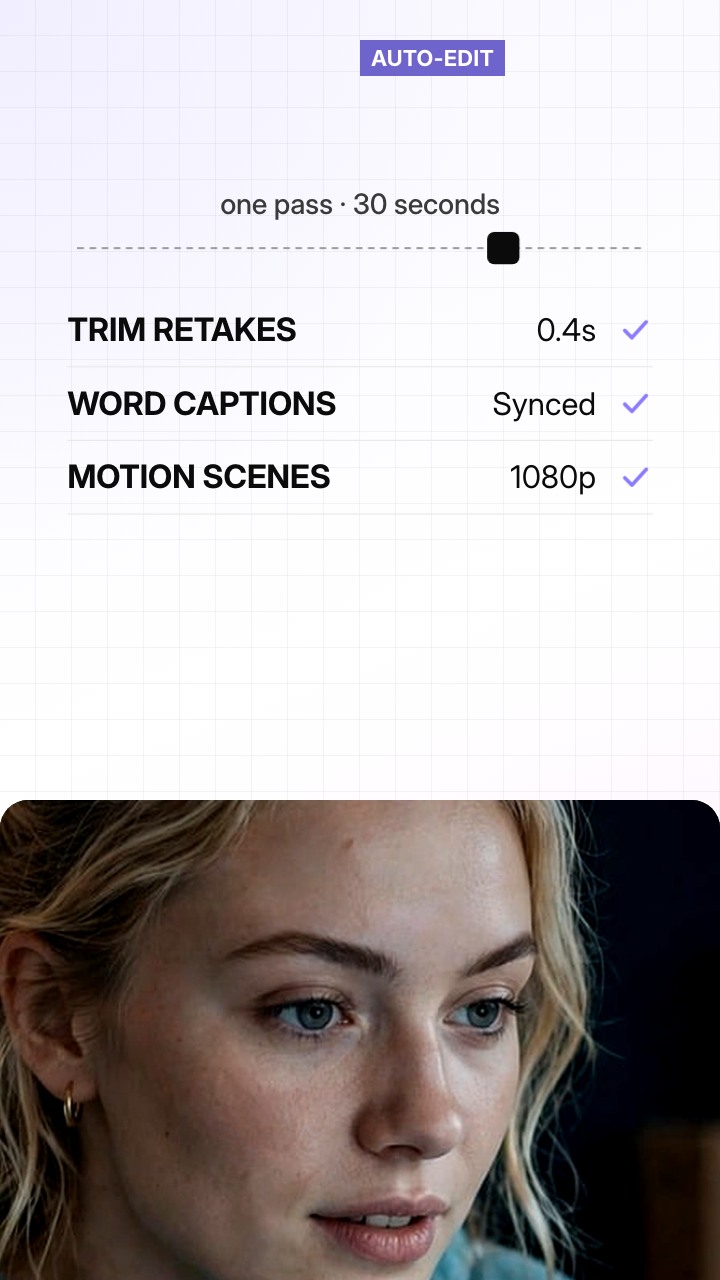 AUTO-EDIT
one pass · 30 seconds
TRIM RETAKES 0.4s
WORD CAPTIONS Synced
MOTION SCENES 1080p